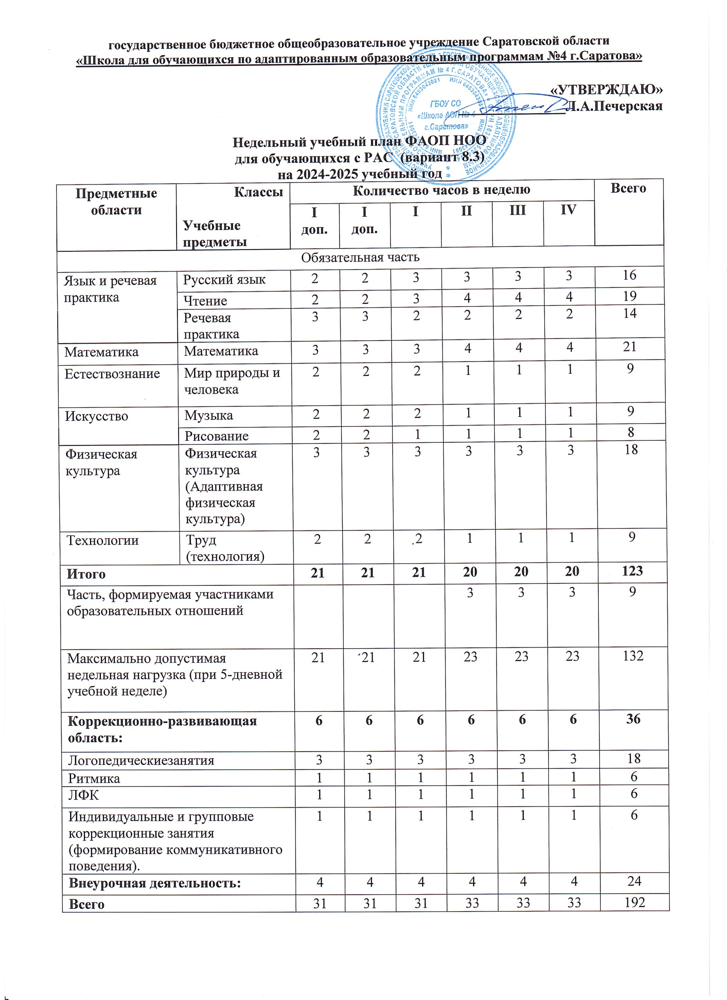 государственное бюджетное общеобразовательное учреждение Саратовской области
«Школа для обучающихся по адаптированным образовательным программам №4 г.Саратова»
«УТВЕРЖДАЮ»
Л.А.Печерская
ГБОУ СО
«Школа АОП № 4
г.Саратова»
Недельный учебный план ФАОП НОО
для обучающихся с РАС (вариант 8.3)
на 2024-2025 учебный год
Предметные области Классы Учебные предметы Количество часов в неделю Всего
I доп. I доп. I II III IV
Обязательная часть
Язык и речевая практика Русский язык 2 2 3 3 3 3 16
Чтение 2 2 3 4 4 4 19
Речевая практика 3 3 2 2 2 2 14
Математика Математика 3 3 3 4 4 4 21
Естествознание Мир природы и человека 2 2 2 1 1 1 9
Искусство Музыка 2 2 2 1 1 1 9
Рисование 2 2 1 1 1 1 8
Физическая культура Физическая культура (Адаптивная физическая культура) 3 3 3 3 3 3 18
Технологии Труд (технология) 2 2 2 1 1 1 9
Итого 21 21 21 20 20 20 123
Часть, формируемая участниками образовательных отношений 3 3 3 9
Максимально допустимая недельная нагрузка (при 5-дневной учебной неделе) 21 21 21 23 23 23 132
Коррекционно-развивающая область: 6 6 6 6 6 6 36
Логопедическиезанятия 3 3 3 3 3 3 18
Ритмика 1 1 1 1 1 1 6
ЛФК 1 1 1 1 1 1 6
Индивидуальные и групповые коррекционные занятия (формирование коммуникативного поведения). 1 1 1 1 1 1 6
Внеурочная деятельность: 4 4 4 4 4 4 24
Всего 31 31 31 33 33 33 192